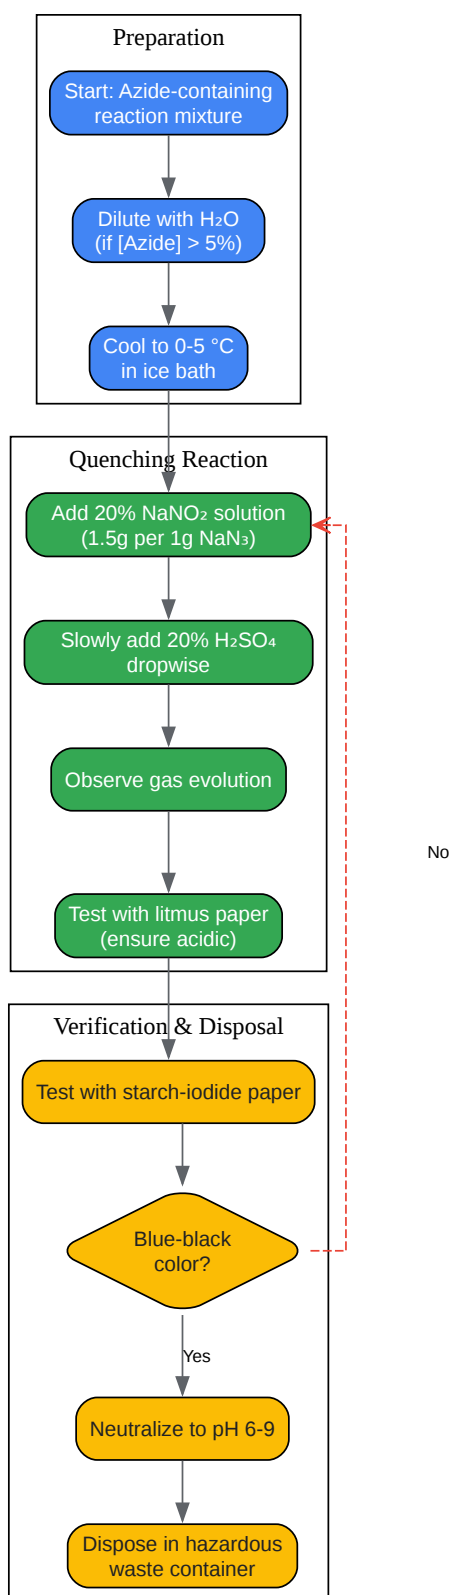 Preparation
Start: Azide-containing
reaction mixture
Dilute with H₂O
(if [Azide] > 5%)
Cool to 0-5 °C
in ice bath
Quenching Reaction
Add 20% NaNO₂ solution
(1.5g per 1g NaN₃)
Slowly add 20% H₂SO₄
dropwise
Observe gas evolution
No
Test with litmus paper
(ensure acidic)
Verification & Disposal
Test with starch-iodide paper
Blue-black
color?
Yes
Neutralize to pH 6-9
Dispose in hazardous
waste container